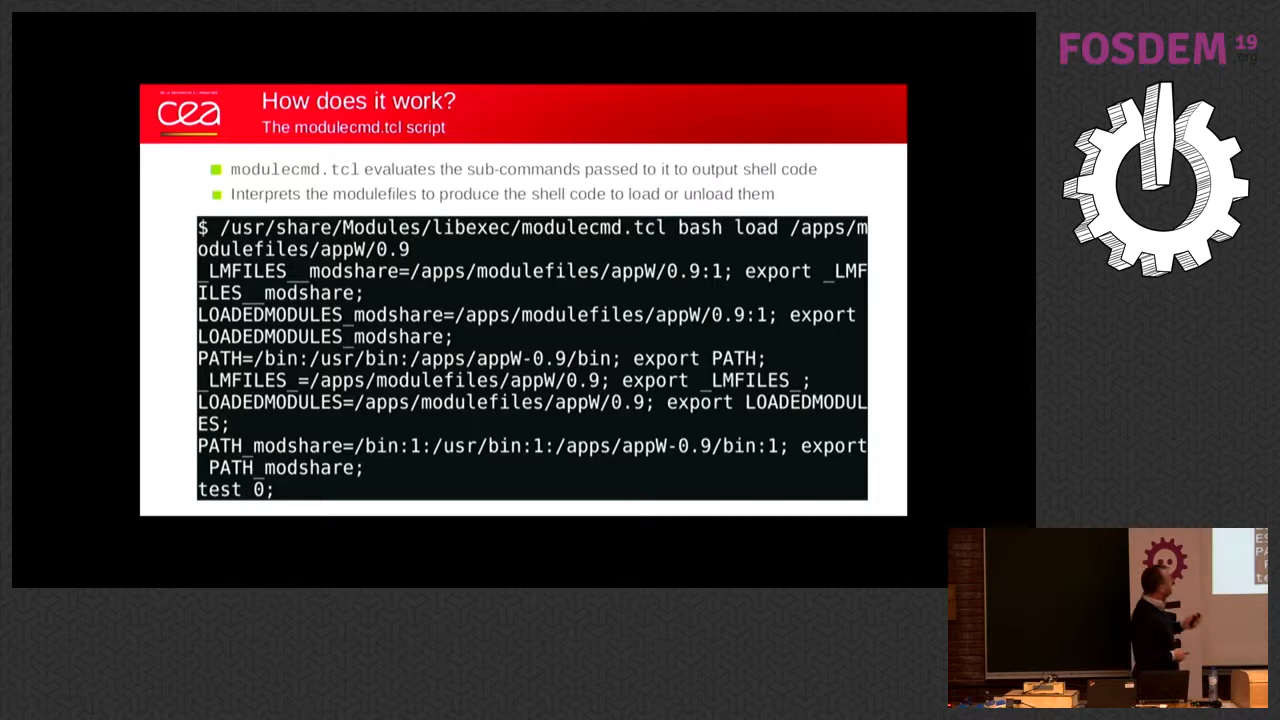 FOSDEM 19
.org
cea
How does it work?
The modulecmd.tcl script
modulecmd.tcl evaluates the sub-commands passed to it to output shell code
Interprets the modulefiles to produce the shell code to load or unload them
$ /usr/share/Modules/libexec/modulecmd.tcl bash load /apps/m
odulefiles/appW/0.9
_LMFILES__modshare=/apps/modulefiles/appW/0.9:1; export _LMF
ILES__modshare;
LOADEDMODULES_modshare=/apps/modulefiles/appW/0.9:1; export
LOADEDMODULES_modshare;
PATH=/bin:/usr/bin:/apps/appW-0.9/bin; export PATH;
_LMFILES_=/apps/modulefiles/appW/0.9; export _LMFILES_;
LOADEDMODULES=/apps/modulefiles/appW/0.9; export LOADEDMODUL
ES;
PATH_modshare=/bin:1:/usr/bin:1:/apps/appW-0.9/bin:1; export
 PATH_modshare;
test 0;